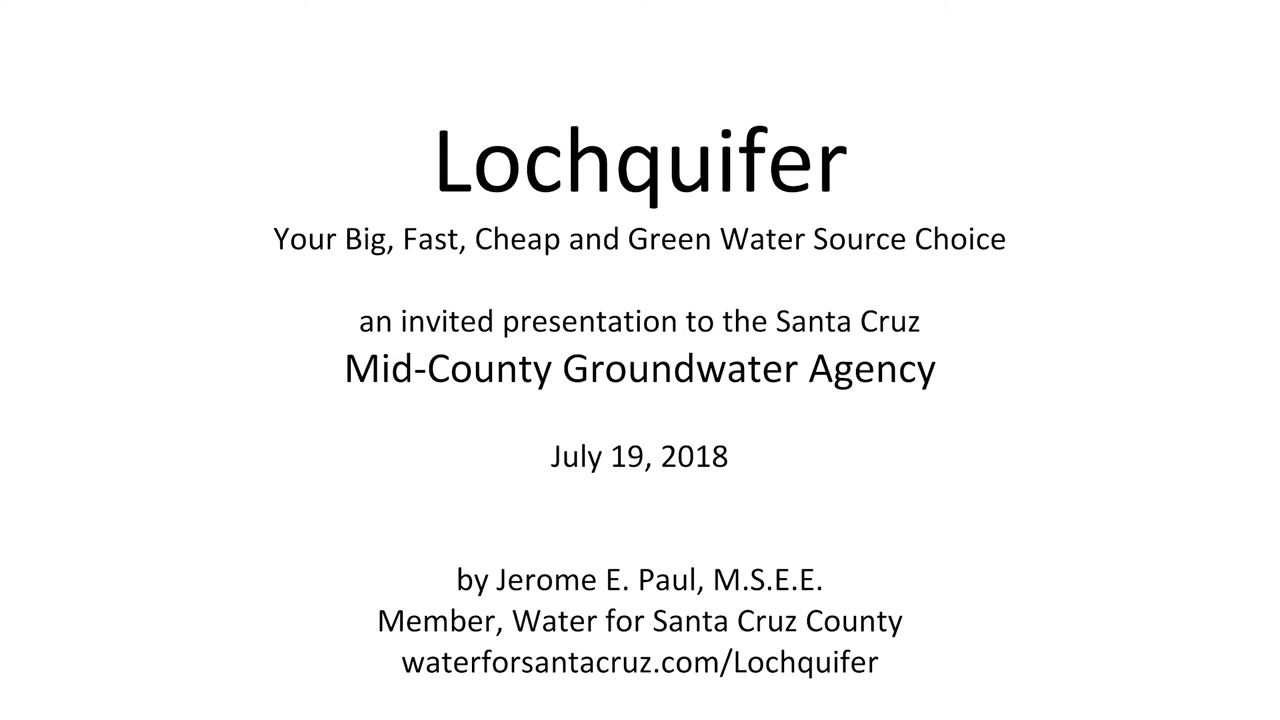 Lochquifer
Your Big, Fast, Cheap and Green Water Source Choice
an invited presentation to the Santa Cruz
Mid-County Groundwater Agency
July 19, 2018
by Jerome E. Paul, M.S.E.E.
Member, Water for Santa Cruz County
waterforsantacruz.com/Lochquifer